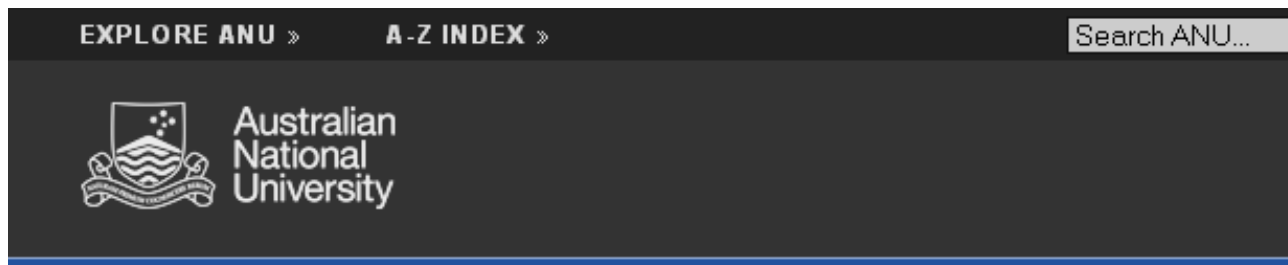 EXPLORE ANU »
A-Z INDEX »
Search ANU...
Australian
National
University